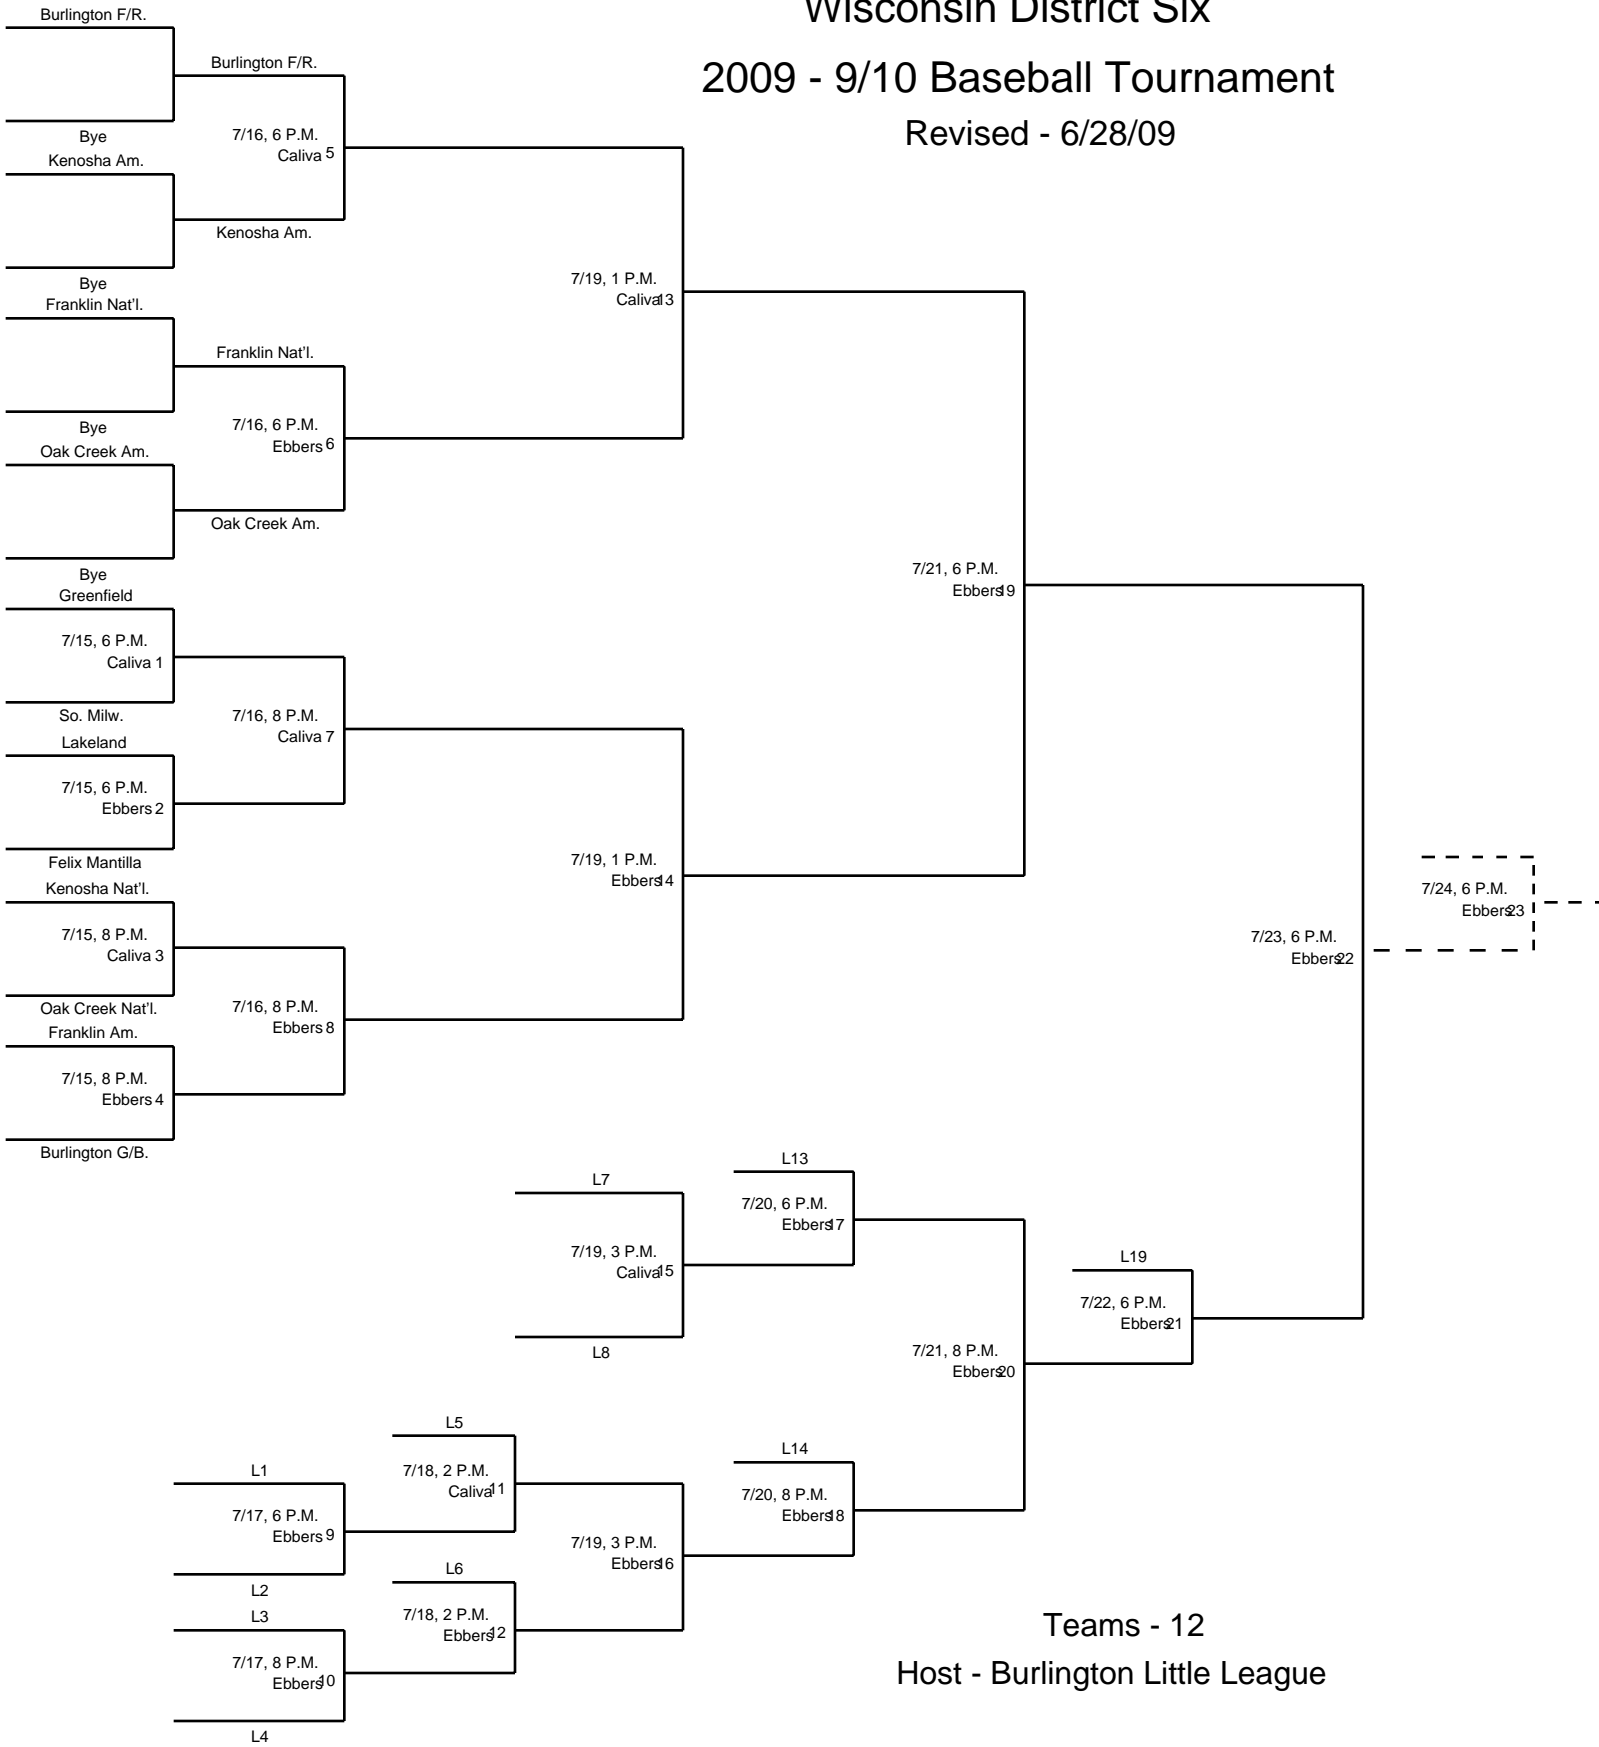 Wisconsin District Six
2009 - 9/10 Baseball Tournament
Revised - 6/28/09
Burlington F/R.
Burlington F/R.
7/16, 6 P.M.
Caliva 5
Bye
Kenosha Am.
Kenosha Am.
7/19, 1 P.M.
Caliva 13
Bye
Franklin Nat'l.
Franklin Nat'l.
7/16, 6 P.M.
Ebbers 6
Bye
Oak Creek Am.
Oak Creek Am.
7/21, 6 P.M.
Ebbers 19
Bye
Greenfield
7/15, 6 P.M.
Caliva 1
So. Milw.
7/16, 8 P.M.
Caliva 7
Lakeland
7/15, 6 P.M.
Ebbers 2
Felix Mantilla
7/19, 1 P.M.
Ebbers 14
Kenosha Nat'l.
7/24, 6 P.M.
Ebbers 23
7/15, 8 P.M.
Caliva 3
7/23, 6 P.M.
Ebbers 22
Oak Creek Nat'l.
7/16, 8 P.M.
Ebbers 8
Franklin Am.
7/15, 8 P.M.
Ebbers 4
Burlington G/B.
L13
L7
7/20, 6 P.M.
Ebbers 17
7/19, 3 P.M.
Caliva 15
L19
7/22, 6 P.M.
Ebbers 21
L8
7/21, 8 P.M.
Ebbers 20
L5
L14
L1
7/18, 2 P.M.
Caliva 11
7/20, 8 P.M.
Ebbers 18
7/17, 6 P.M.
Ebbers 9
7/19, 3 P.M.
Ebbers 16
L6
L2
L3
7/18, 2 P.M.
Ebbers 12
7/17, 8 P.M.
Ebbers 10
L4
Teams - 12
Host - Burlington Little League